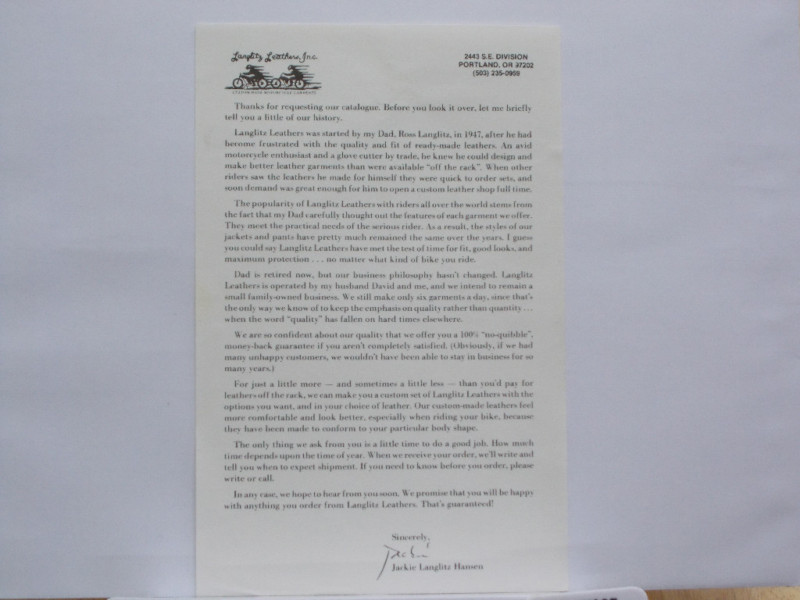 Langlitz Leathers, Inc.
2443 S.E. DIVISION
PORTLAND, OR 97202
(503) 235-0959
Thanks for requesting our catalogue. Before you look it over, let me briefly
tell you a little of our history.
Langlitz Leathers was started by my Dad, Ross Langlitz, in 1947, after he had
become frustrated with the quality and fit of ready-made leathers. An avid
motorcycle enthusiast and a glove cutter by trade, he knew he could design and
make better leather garments than were available "off the rack". When other
riders saw the leathers he made for himself they were quick to order sets, and
soon demand was great enough for him to open a custom leather shop full time.
The popularity of Langlitz Leathers with riders all over the world stems from
the fact that my Dad carefully thought out the features of each garment we offer.
They meet the practical needs of the serious rider. As a result, the styles of our
jackets and pants have pretty much remained the same over the years. I guess
you could say Langlitz Leathers have met the test of time for fit, good looks, and
maximum protection . . . no matter what kind of bike you ride.
Dad is retired now, but our business philosophy hasn't changed. Langlitz
Leathers is operated by my husband David and me, and we intend to remain a
small family-owned business. We still make only six garments a day, since that's
the only way we know of to keep the emphasis on quality rather than quantity . . .
when the word "quality" has fallen on hard times elsewhere.
We are so confident about our quality that we offer you a 100% "no-quibble",
money-back guarantee if you aren't completely satisfied. (Obviously, if we had
many unhappy customers, we wouldn't have been able to stay in business for so
many years.)
For just a little more — and sometimes a little less — than you'd pay for
leathers off the rack, we can make you a custom set of Langlitz Leathers with the
options you want, and in your choice of leather. Our custom-made leathers feel
more comfortable and look better, especially when riding your bike, because
they have been made to conform to your particular body shape.
The only thing we ask from you is a little time to do a good job. How much
time depends upon the time of year. When we receive your order, we'll write and
tell you when to expect shipment. If you need to know before you order, please
write or call.
In any case, we hope to hear from you soon. We promise that you will be happy
with anything you order from Langlitz Leathers. That's guaranteed!
Sincerely,
Jackie
Jackie Langlitz Hansen